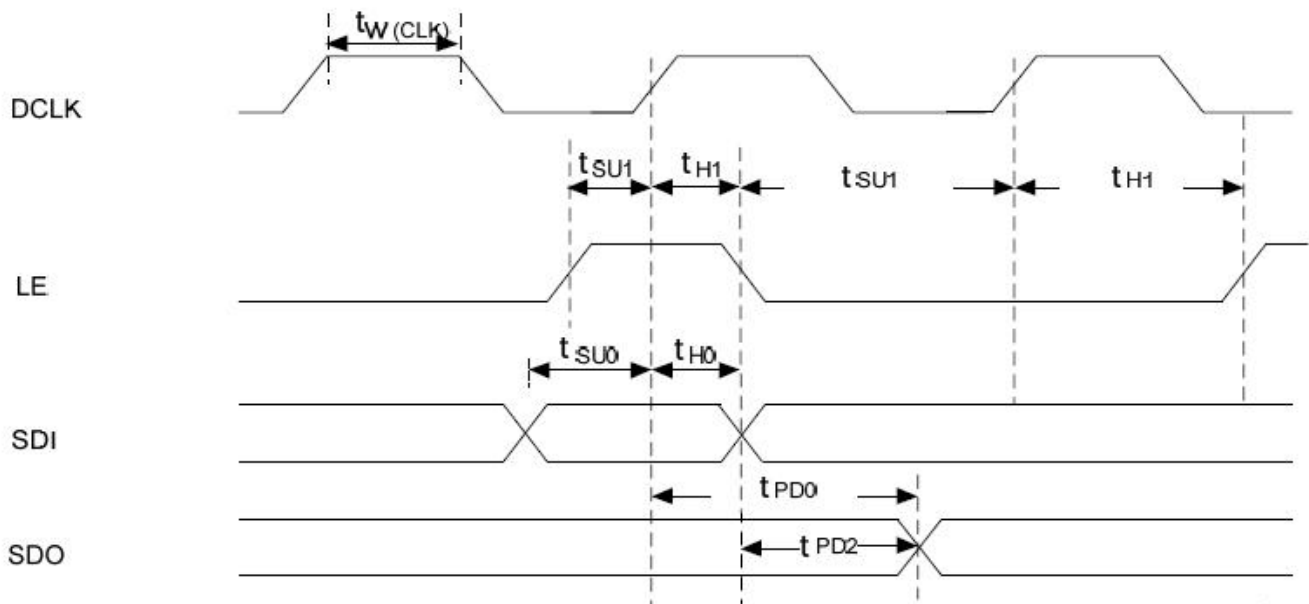 tW(CLK)
DCLK
tSU1 tH1 tSU1 tH1
LE
tSU0 tH0
SDI
tPD0
SDO
tPD2